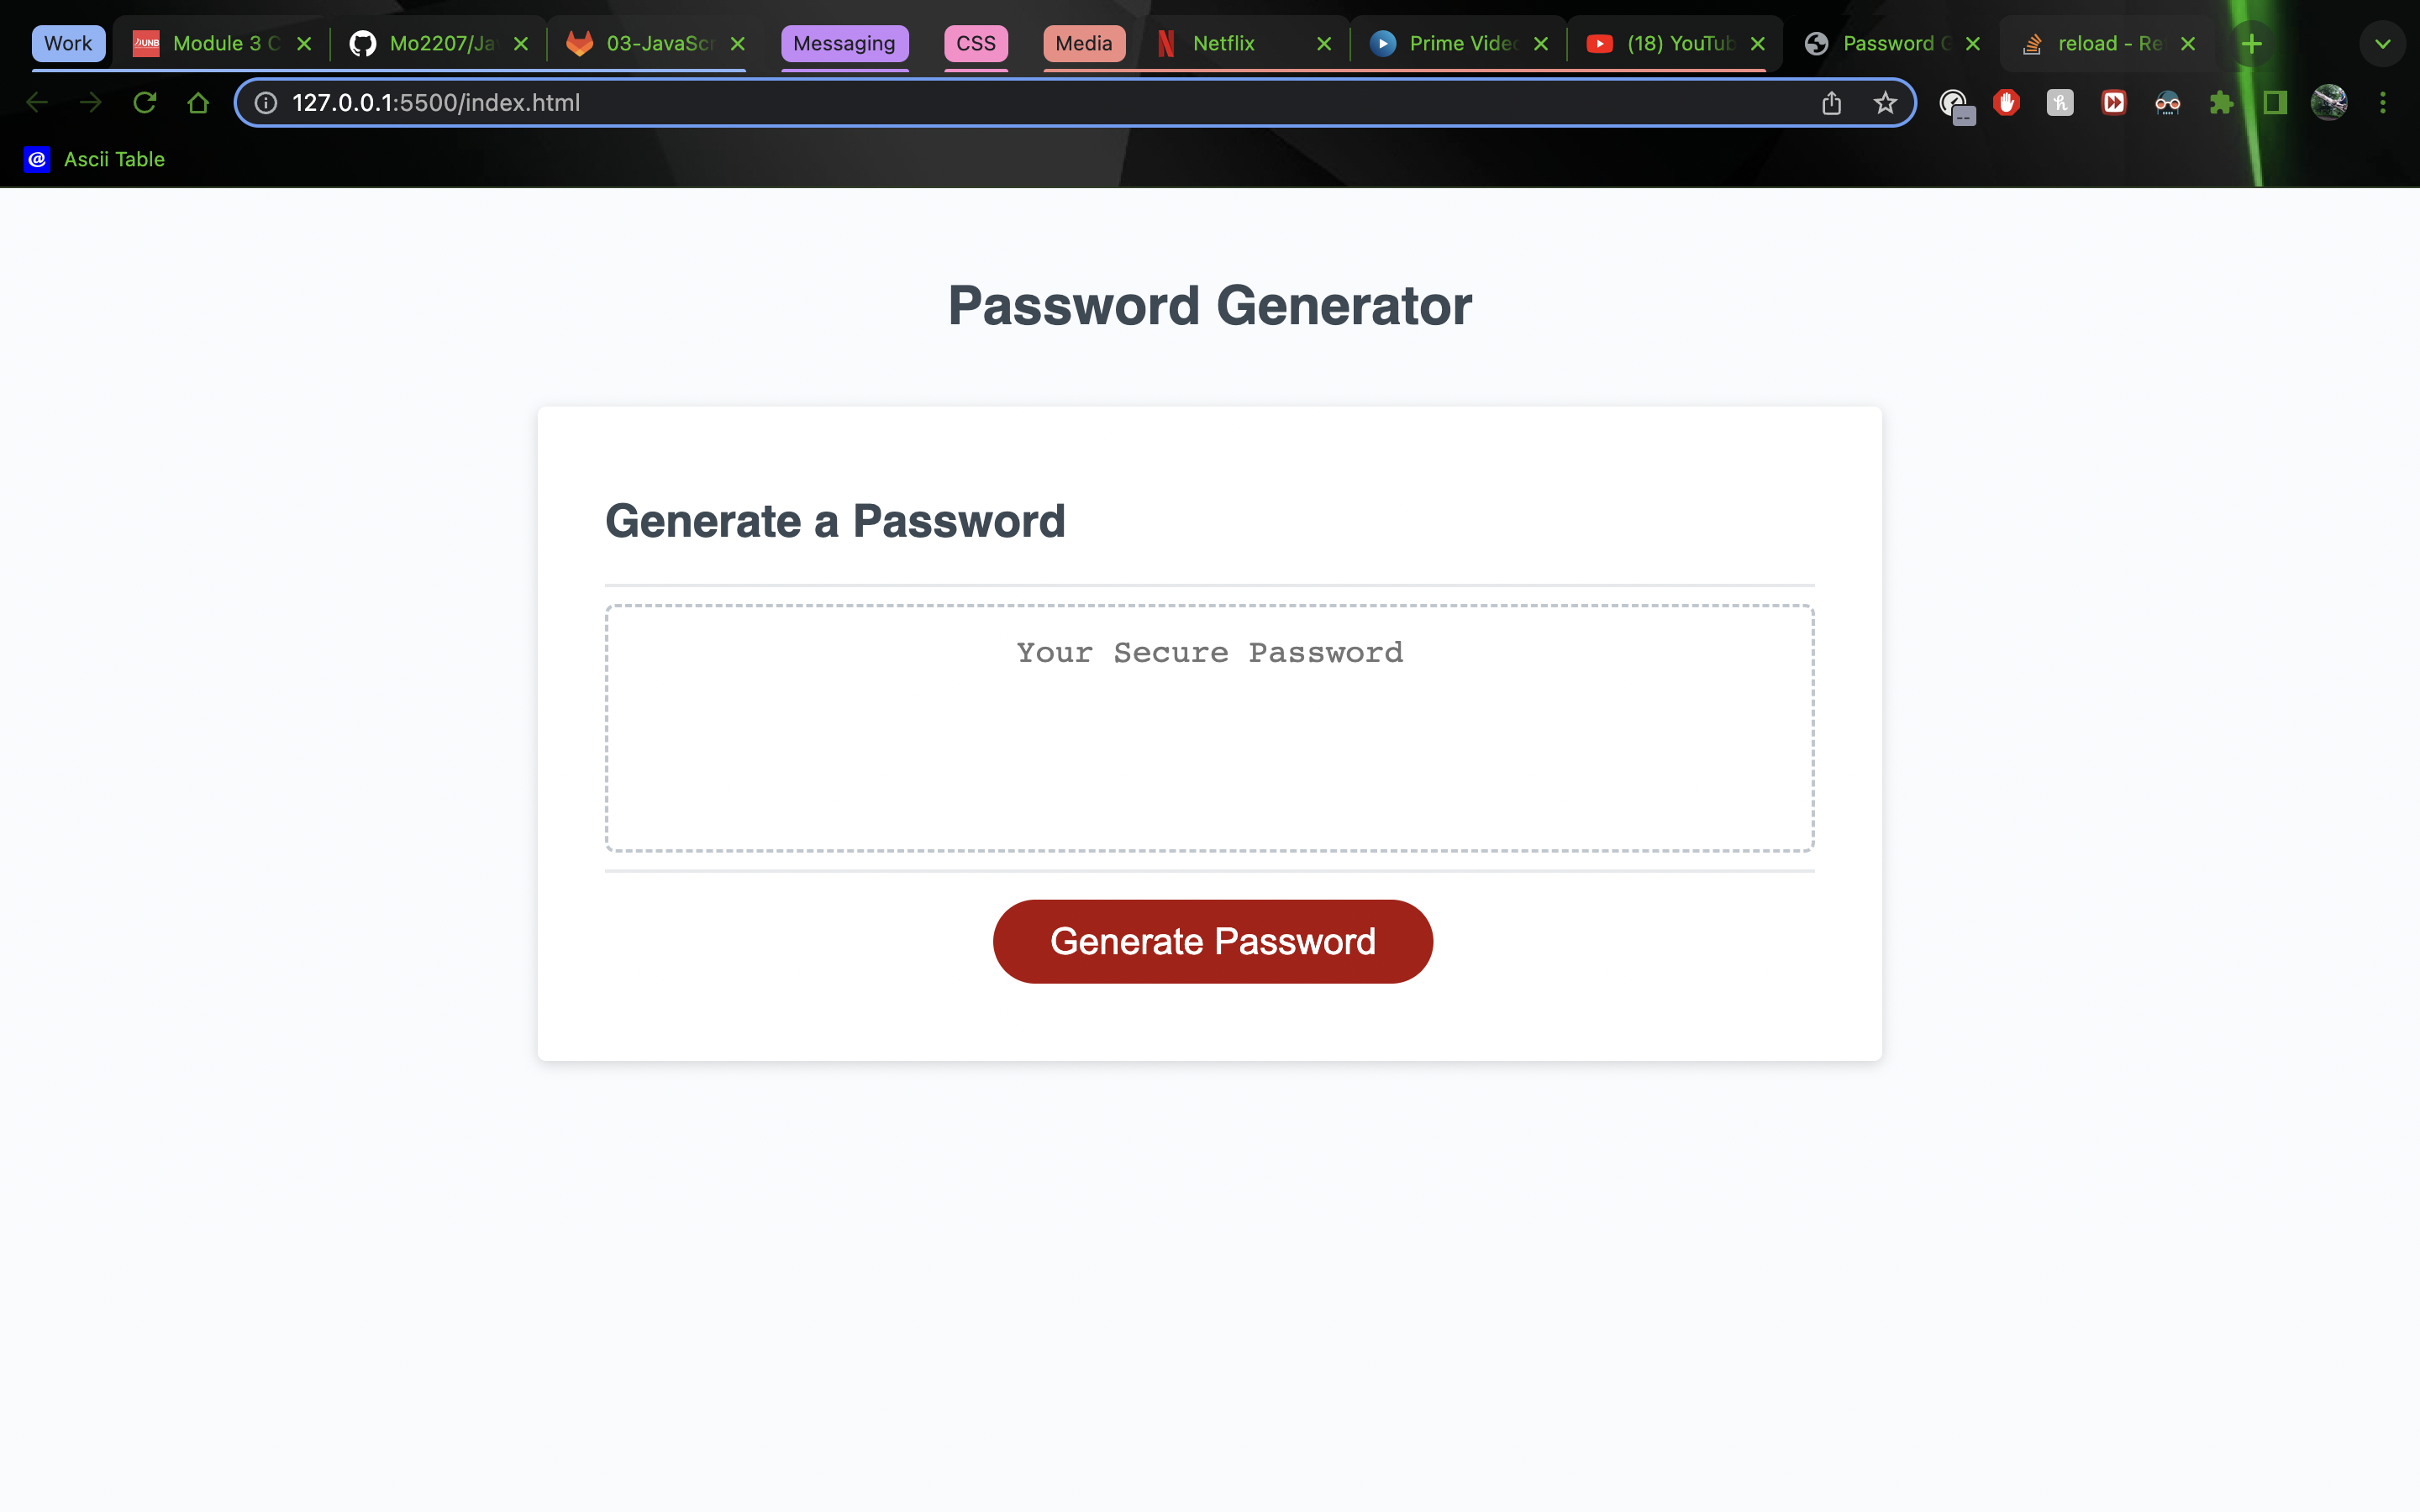 Work
Module 3 C
Mo2207/Ja
03-JavaScr
Messaging
CSS
Media
Netflix
Prime Video
(18) YouTub
Password G
reload - Re
127.0.0.1:5500/index.html
Ascii Table
Password Generator
Generate a Password
Your Secure Password
Generate Password